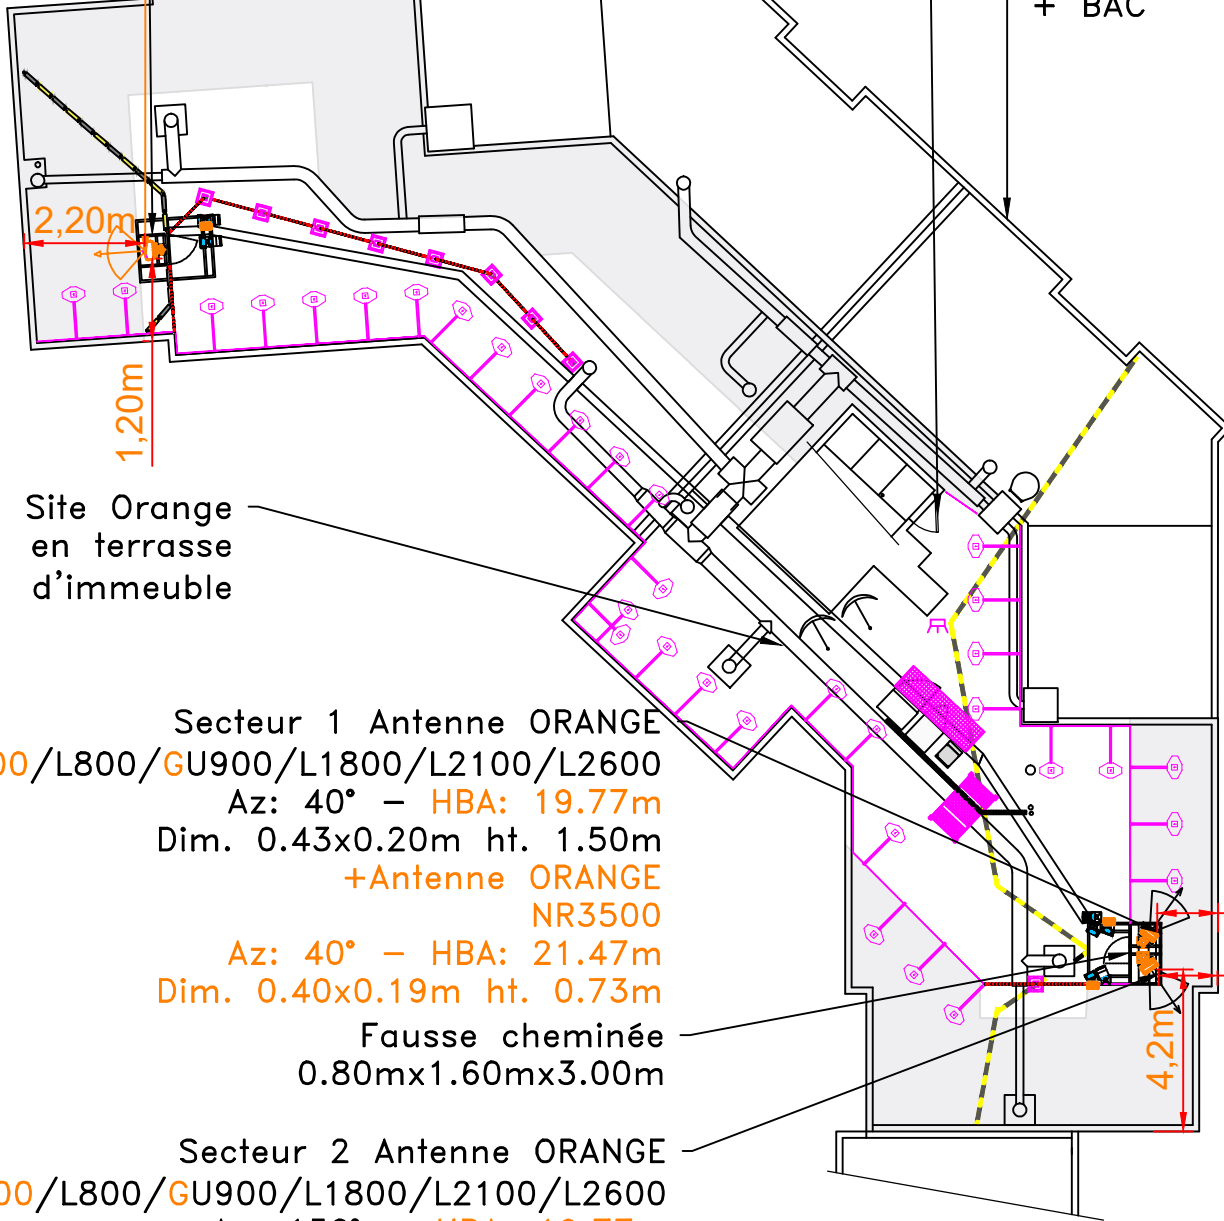 + BAC
2,20m
1,20m
Site Orange
en terrasse
d'immeuble
Secteur 1 Antenne ORANGE
00/L800/GU900/L1800/L2100/L2600
Az: 40° – HBA: 19.77m
Dim. 0.43x0.20m ht. 1.50m
+Antenne ORANGE
NR3500
Az: 40° – HBA: 21.47m
Dim. 0.40x0.19m ht. 0.73m
Fausse cheminée
0.80mx1.60mx3.00m
4,2m
Secteur 2 Antenne ORANGE
00/L800/GU900/L1800/L2100/L2600